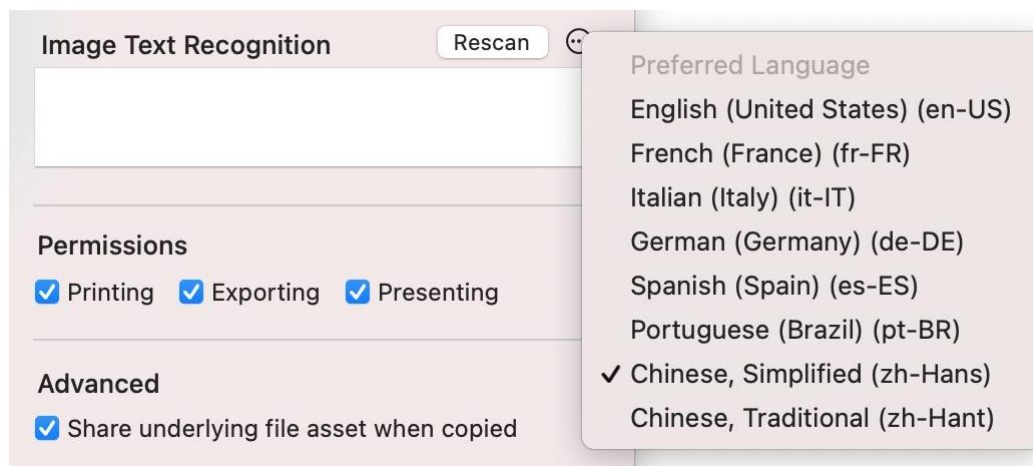 Image Text Recognition
Rescan
Permissions
Printing
Exporting
Presenting
Advanced
Share underlying file asset when copied
Preferred Language
English (United States) (en-US)
French (France) (fr-FR)
Italian (Italy) (it-IT)
German (Germany) (de-DE)
Spanish (Spain) (es-ES)
Portuguese (Brazil) (pt-BR)
Chinese, Simplified (zh-Hans)
Chinese, Traditional (zh-Hant)